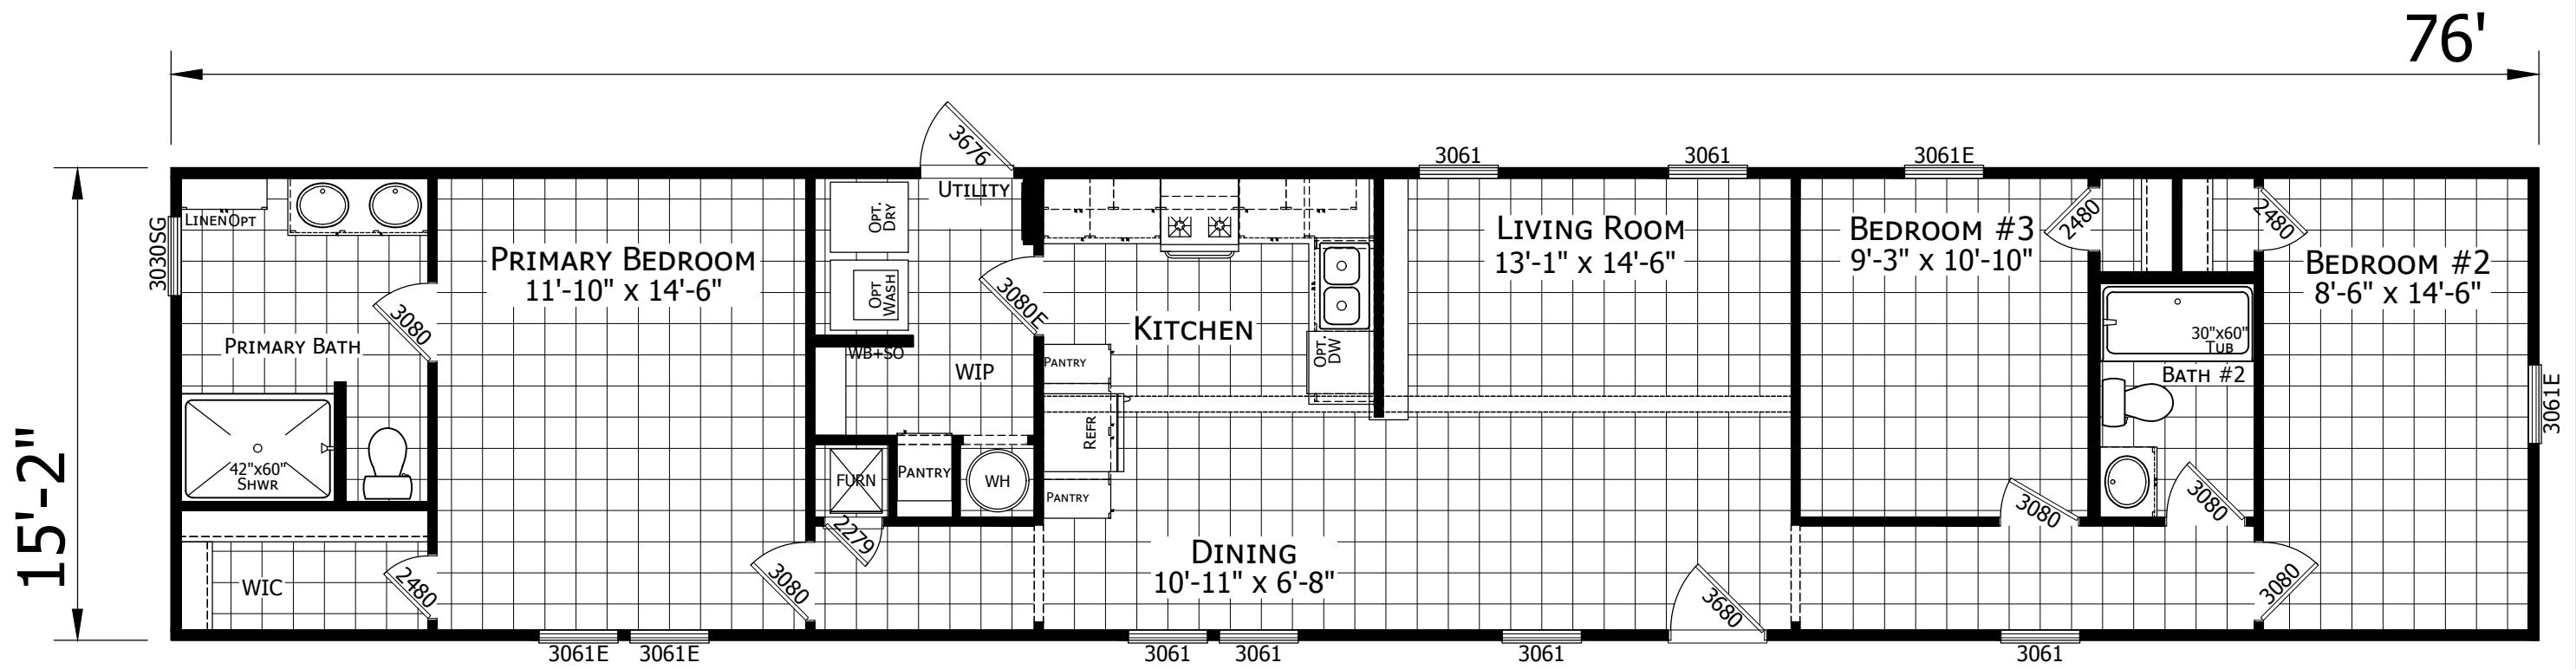 76'
15'-2"
3676
3061
3061
3061E
3030SG
LINEN OPT
PRIMARY BATH
3080
42"x60"
SHWR
WIC
2480
PRIMARY BEDROOM
11'-10" x 14'-6"
3080
3061E
3061E
UTILITY
OPT.
DRY
OPT
WASH
WB+SO
WIP
3080E
FURN
PANTRY
WH
2279
KITCHEN
PANTRY
REFR
PANTRY
OPT.
DW
DINING
10'-11" x 6'-8"
3061
3061
LIVING ROOM
13'-1" x 14'-6"
3061
3680
BEDROOM #3
9'-3" x 10'-10"
2480
3080
2480
30"x60"
TUB
BATH #2
3080
BEDROOM #2
8'-6" x 14'-6"
3061E
3080
3061